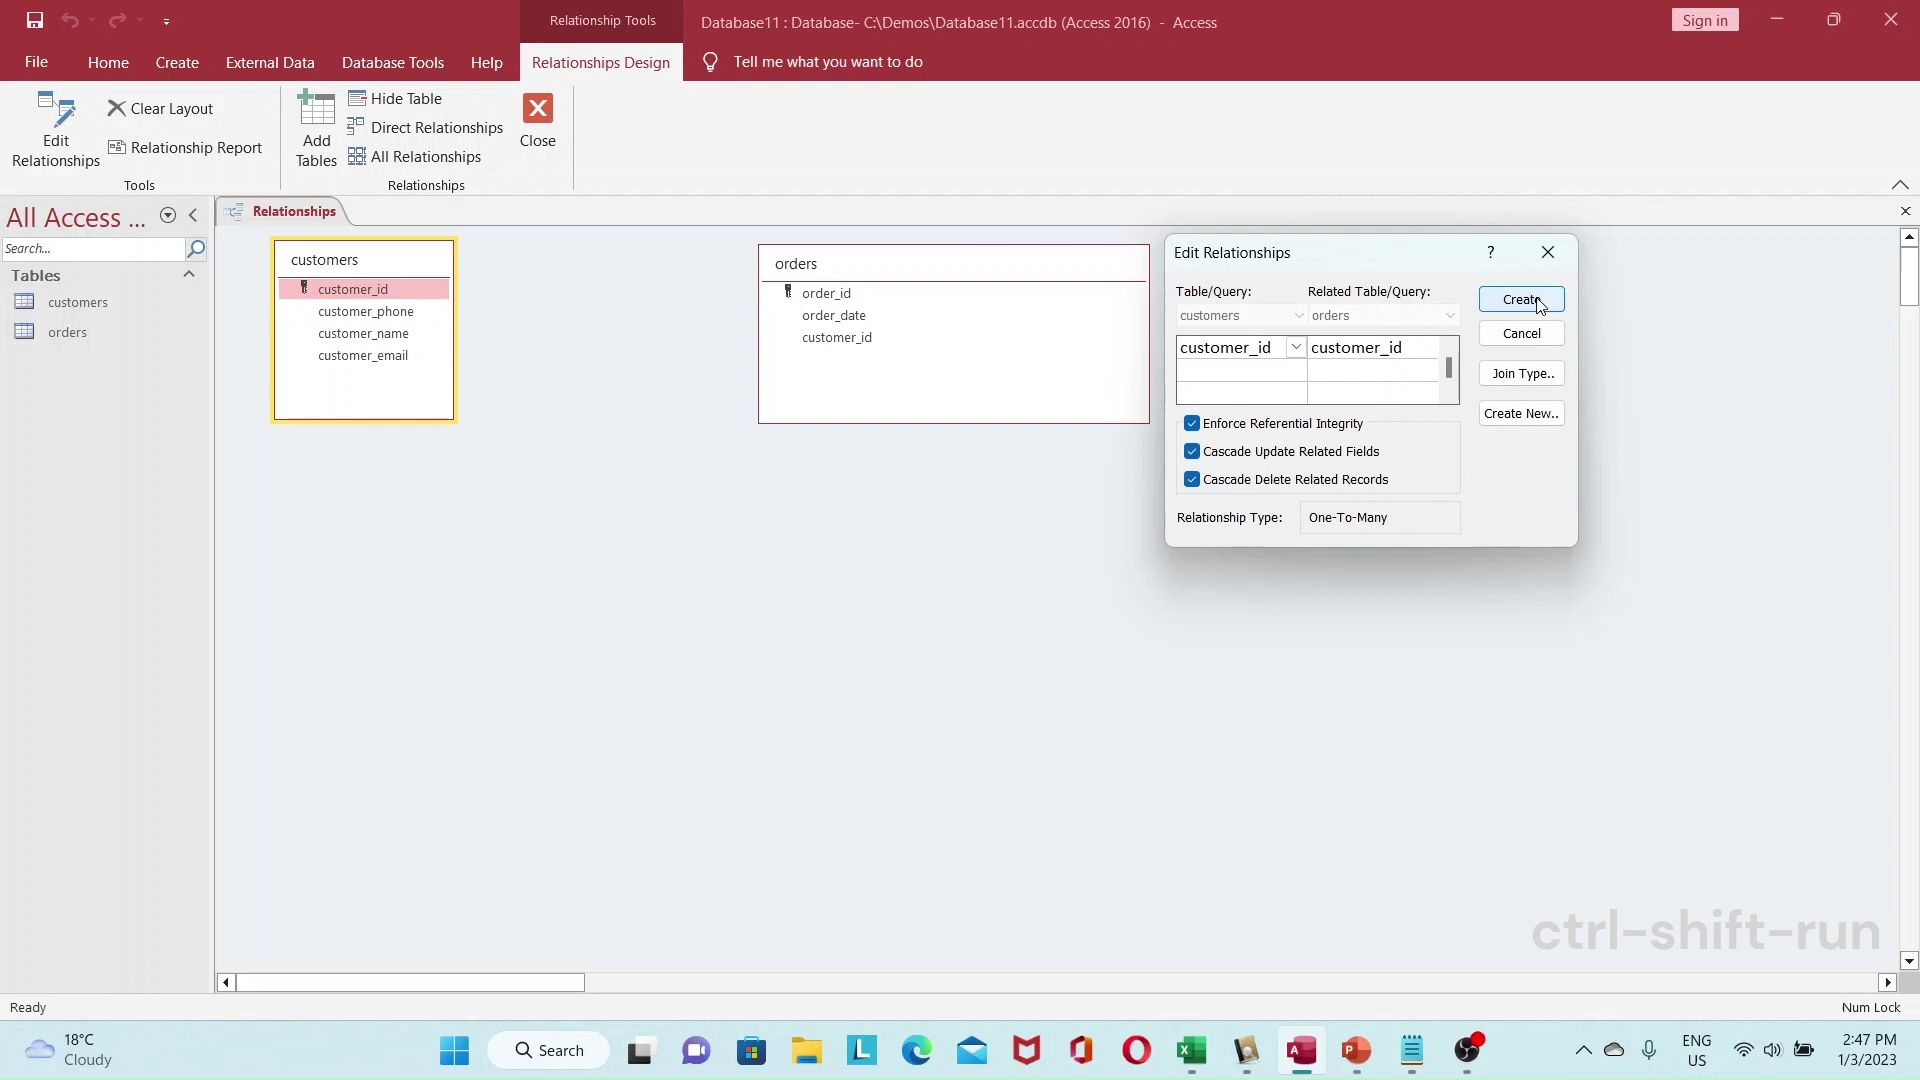 Relationship Tools
Database11 : Database- C:\Demos\Database11.accdb (Access 2016) - Access
Sign in
File
Home
Create
External Data
Database Tools
Help
Relationships Design
Tell me what you want to do
Edit
Relationships
Clear Layout
Relationship Report
Tools
Add
Tables
Hide Table
Direct Relationships
All Relationships
Close
Relationships
All Access ...
Search...
Tables
customers
orders
Relationships
customers
customer_id
customer_phone
customer_name
customer_email
orders
order_id
order_date
customer_id
Edit Relationships
?
Table/Query:
Related Table/Query:
customers
orders
customer_id
customer_id
Create
Cancel
Join Type..
Create New..
Enforce Referential Integrity
Cascade Update Related Fields
Cascade Delete Related Records
Relationship Type:
One-To-Many
ctrl-shift-run
Ready
Num Lock
18°C
Cloudy
Search
ENG
US
2:47 PM
1/3/2023